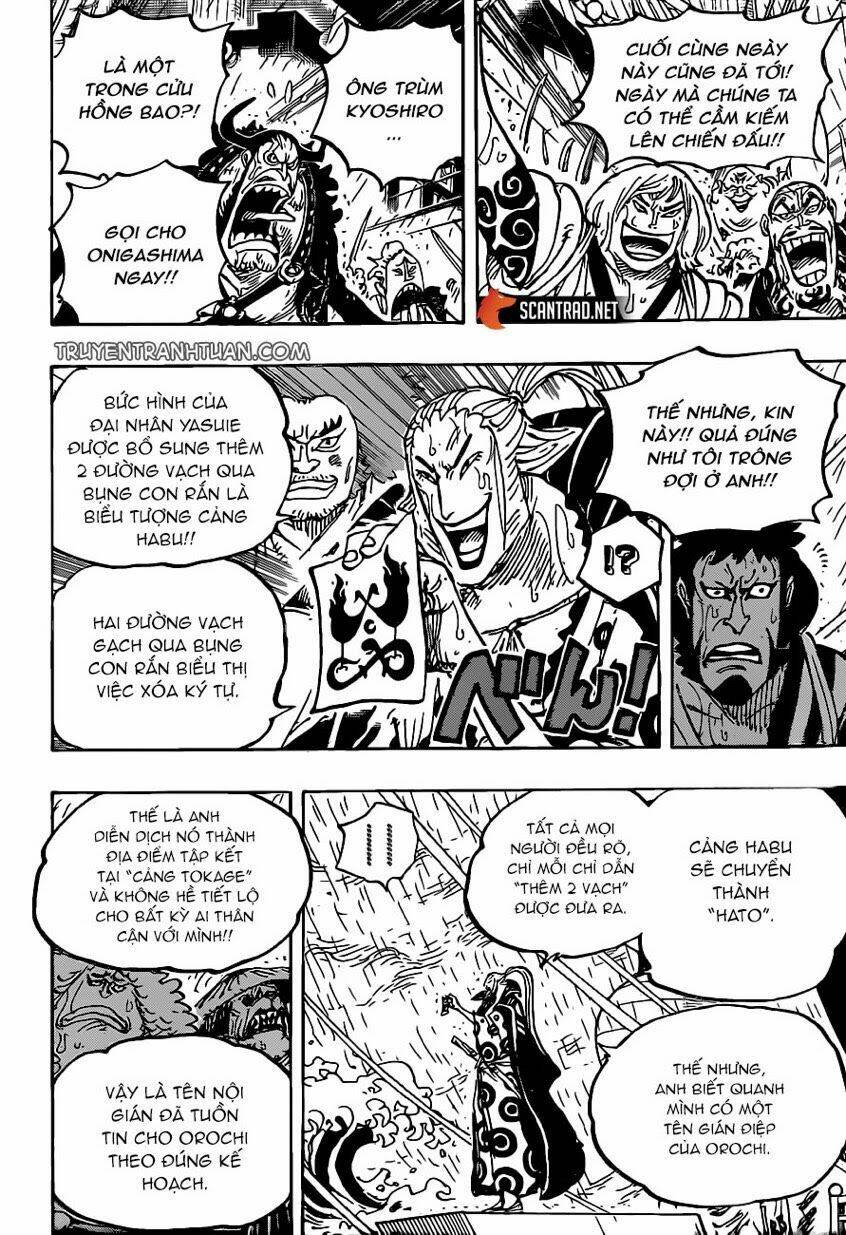 CUỐI CÙNG NGÀY
NÀY CŨNG ĐÃ TỚI!
NGÀY MÀ CHÚNG TA
CÓ THỂ CẦM KIẾM
LÊN CHIẾN ĐẤU!!
ÔNG TRÙM
KYOSHIRO
...
LÀ MỘT
TRONG CỬU
HỒNG BAO?!
GỌI CHO
ONIGASHIMA
NGAY!!
SCANTRAD.NET
TRUYENTRANHTUAN.COM
THẾ NHƯNG, KIN
NÀY!! QUẢ ĐÚNG
NHƯ TÔI TRÔNG
ĐỢI Ở ANH!!
!?
BỨC HÌNH CỦA
ĐẠI NHÂN YASUIE
ĐƯỢC BỔ SUNG THÊM
2 ĐƯỜNG VẠCH QUA
BỤNG CON RẮN LÀ
BIỂU TƯỢNG CẢNG
HABU!!
HAI ĐƯỜNG VẠCH
GẠCH QUA BỤNG
CON RẮN BIỂU THỊ
VIỆC XÓA KÝ TỰ.
べべん!
CẢNG HABU
SẼ CHUYỂN
THÀNH
"HATO".
TẤT CẢ MỌI
NGƯỜI ĐỀU RÕ,
CHỈ MỖI CHỈ DẪN
"THÊM 2 VẠCH"
ĐƯỢC ĐƯA RA.
THẾ NHƯNG,
ANH BIẾT QUANH
MÌNH CÓ MỘT
TÊN GIÁN ĐIỆP
CỦA OROCHI.
THẾ LÀ ANH
DIỄN DỊCH NÓ THÀNH
ĐỊA ĐIỂM TẬP KẾT
TẠI "CẢNG TOKAGE"
VÀ KHÔNG HỀ TIẾT LỘ
CHO BẤT KỲ AI THÂN
CẬN VỚI MÌNH!!
VẬY LÀ TÊN NỘI
GIÁN ĐÃ TUỒN
TIN CHO OROCHI
THEO ĐÚNG KẾ
HOẠCH.